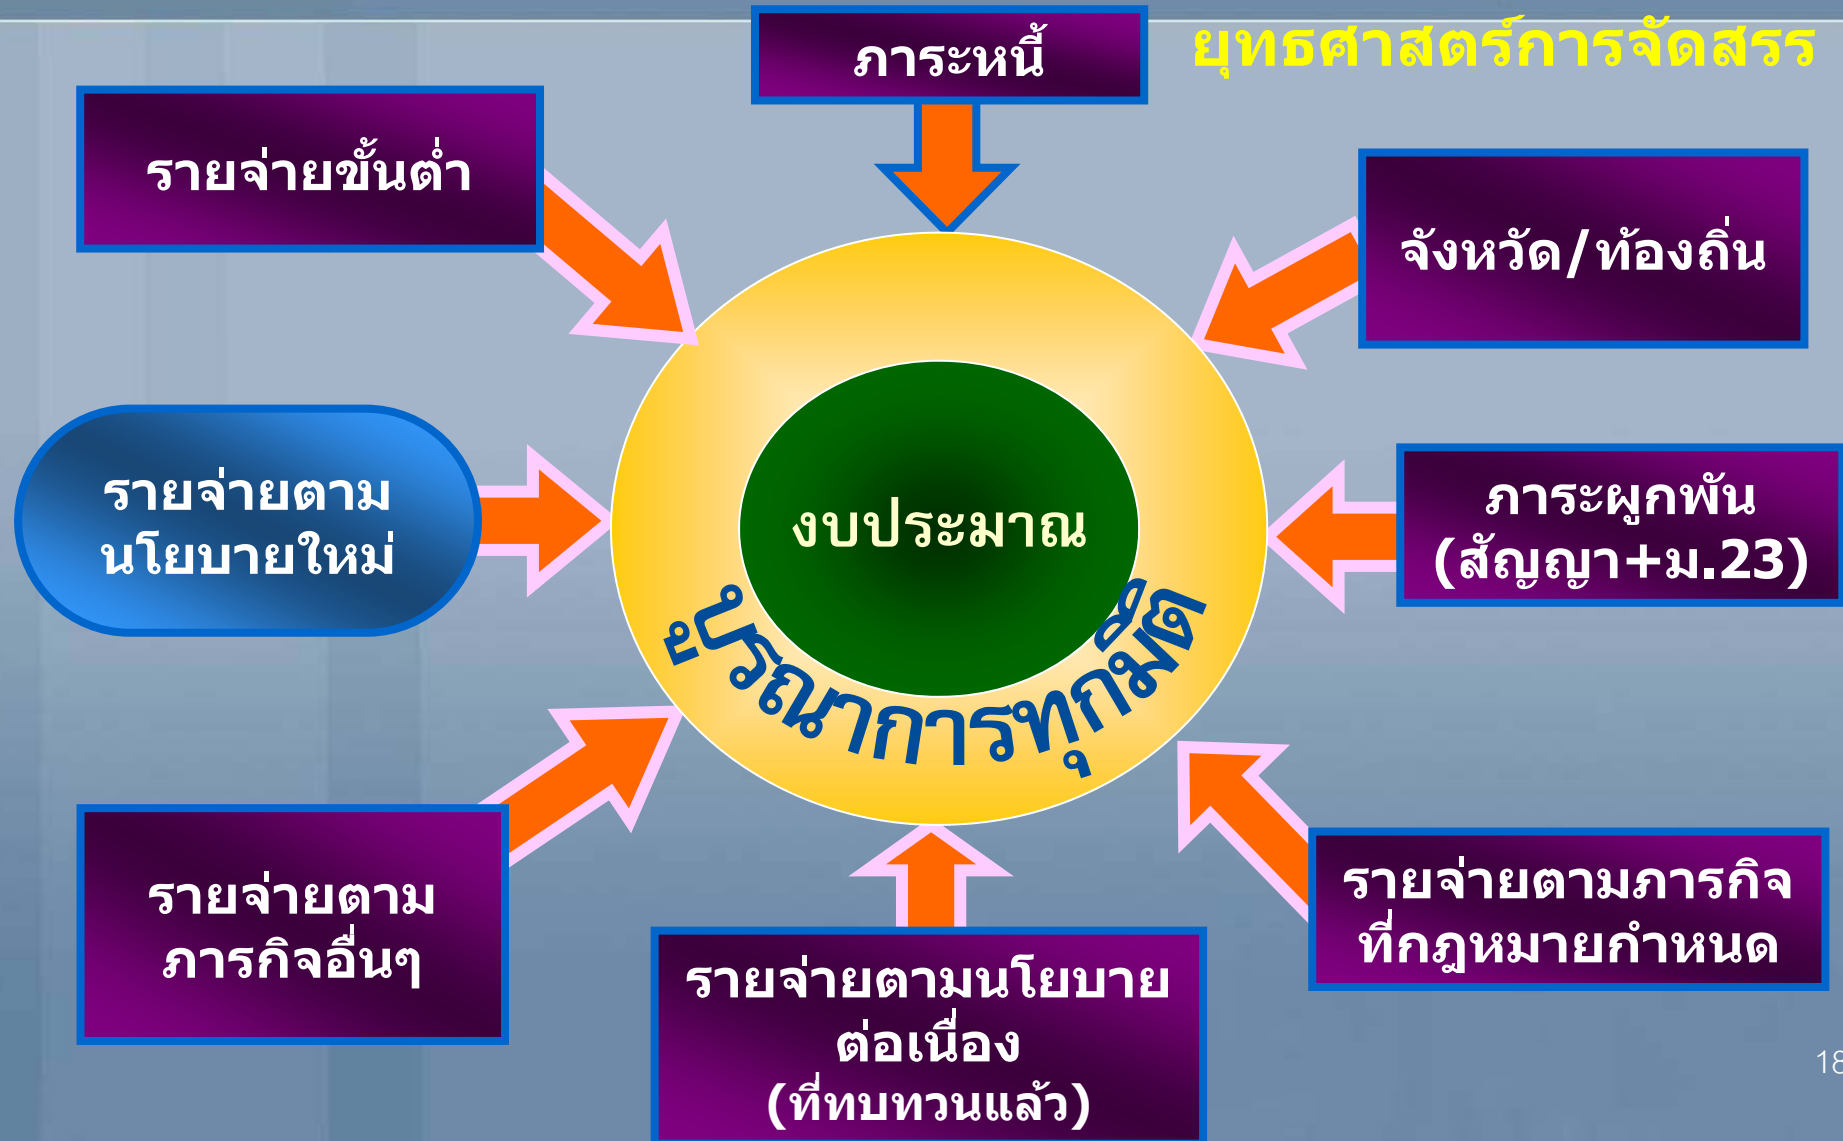 ยุทธศาสตร์การจัดสรร
ภาระหนี้
รายจ่ายขั้นต่ำ
จังหวัด/ท้องถิ่น
รายจ่ายตาม
นโยบายใหม่
งบประมาณ
บูรณาการทุกมิติ
ภาระผูกพัน
(สัญญา+ม.23)
รายจ่ายตาม
ภารกิจอื่นๆ
รายจ่ายตามนโยบาย
ต่อเนื่อง
(ที่ทบทวนแล้ว)
รายจ่ายตามภารกิจ
ที่กฎหมายกำหนด
18